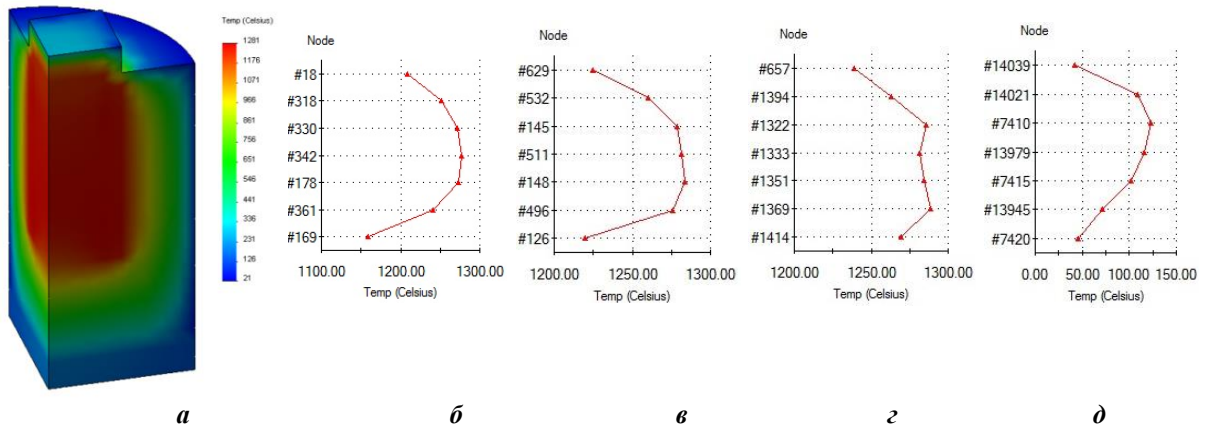 Temp (Celsius)
1281
1176
1071
966
861
756
651
546
441
336
231
126
21
Node
#18
#318
#330
#342
#178
#361
#169
1100.00 1200.00 1300.00
Temp (Celsius)
Node
#629
#532
#145
#511
#148
#496
#126
1200.00 1250.00 1300.00
Temp (Celsius)
Node
#657
#1394
#1322
#1333
#1351
#1369
#1414
1200.00 1250.00 1300.00
Temp (Celsius)
Node
#14039
#14021
#7410
#13979
#7415
#13945
#7420
0.00 50.00 100.00 150.00
Temp (Celsius)
а б в г д